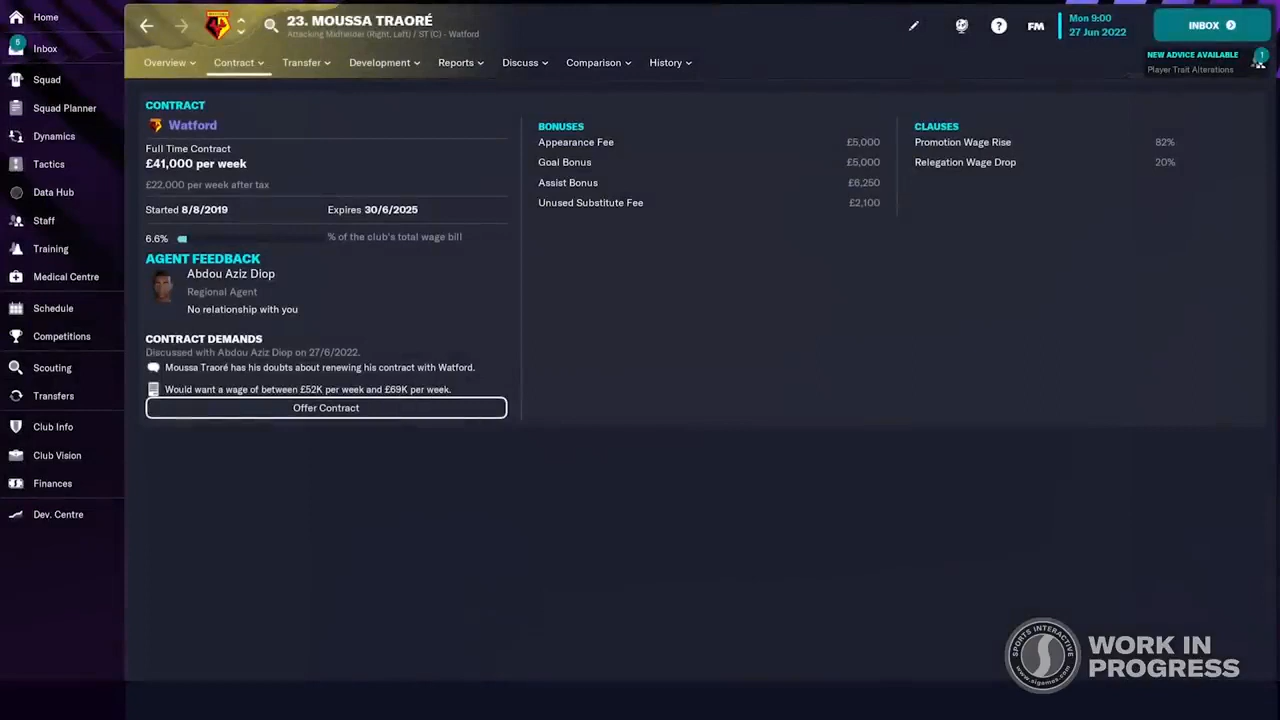 Home
5
Inbox
Squad
Squad Planner
Dynamics
Tactics
Data Hub
Staff
Training
Medical Centre
Schedule
Competitions
Scouting
Transfers
Club Info
Club Vision
Finances
Dev. Centre
23. MOUSSA TRAORÉ
Attacking Midfielder (Right, Left) / ST (C) - Watford
FM
Mon 9:00
27 Jun 2022
INBOX
Overview
Contract
Transfer
Development
Reports
Discuss
Comparison
History
NEW ADVICE AVAILABLE
1
Player Trait Alterations
CONTRACT
Watford
Full Time Contract
£41,000 per week
£22,000 per week after tax
Started 8/8/2019 Expires 30/6/2025
6.6% % of the club's total wage bill
AGENT FEEDBACK
Abdou Aziz Diop
Regional Agent
No relationship with you
CONTRACT DEMANDS
Discussed with Abdou Aziz Diop on 27/6/2022.
Moussa Traoré has his doubts about renewing his contract with Watford.
Would want a wage of between £52K per week and £69K per week.
Offer Contract
BONUSES
Appearance Fee £5,000
Goal Bonus £5,000
Assist Bonus £6,250
Unused Substitute Fee £2,100
CLAUSES
Promotion Wage Rise 82%
Relegation Wage Drop 20%
SPORTS INTERACTIVE
www.sigames.com
WORK IN
PROGRESS